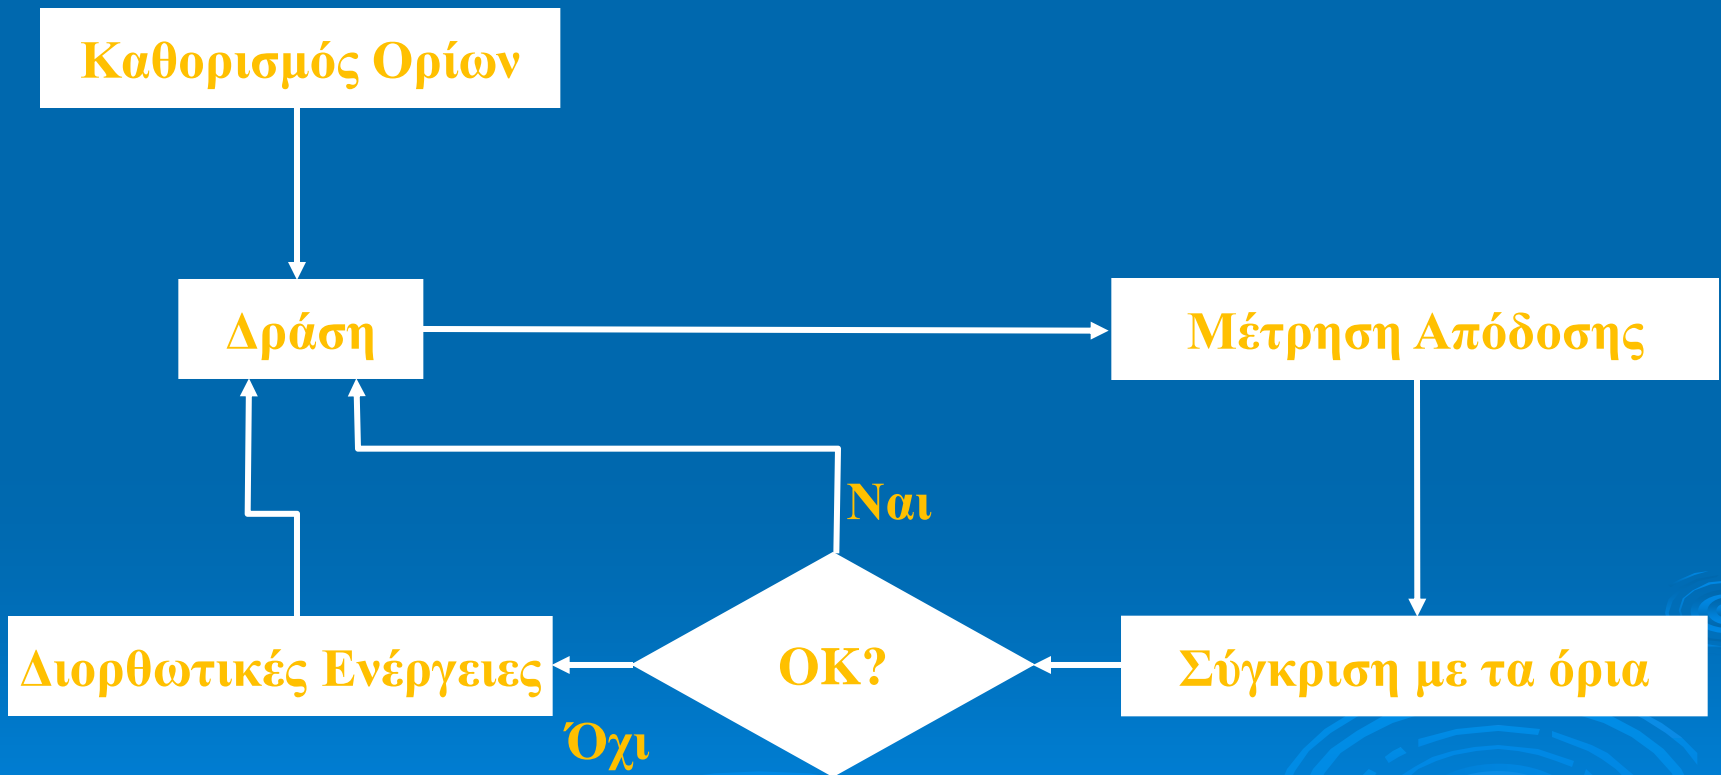 Καθορισμός Ορίων
Δράση
Μέτρηση Απόδοσης
Ναι
Διορθωτικές Ενέργειες
OK?
Σύγκριση με τα όρια
Όχι